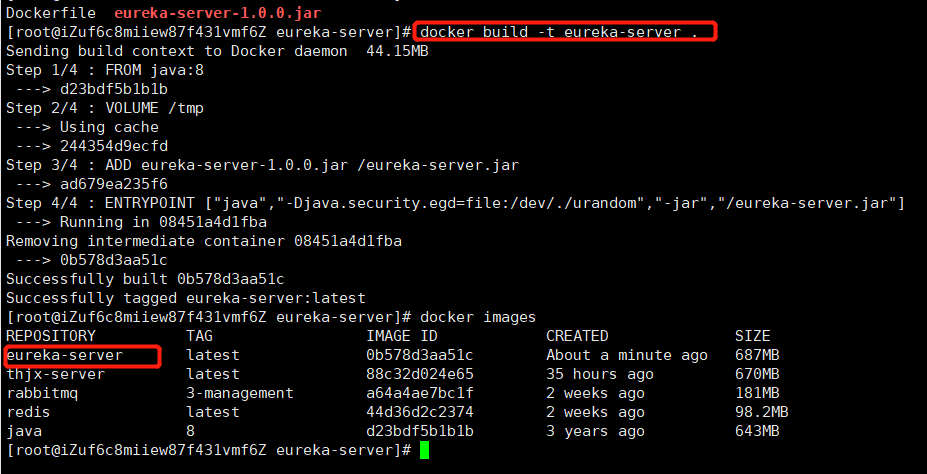 Dockerfile  eureka-server-1.0.0.jar
[root@iZuf6c8miiew87f431vmf6Z eureka-server]# docker build -t eureka-server .
Sending build context to Docker daemon  44.15MB
Step 1/4 : FROM java:8
 ---> d23bdf5b1b1b
Step 2/4 : VOLUME /tmp
 ---> Using cache
 ---> 244354d9ecfd
Step 3/4 : ADD eureka-server-1.0.0.jar /eureka-server.jar
 ---> ad679ea235f6
Step 4/4 : ENTRYPOINT ["java","-Djava.security.egd=file:/dev/./urandom","-jar","/eureka-server.jar"]
 ---> Running in 08451a4d1fba
Removing intermediate container 08451a4d1fba
 ---> 0b578d3aa51c
Successfully built 0b578d3aa51c
Successfully tagged eureka-server:latest
[root@iZuf6c8miiew87f431vmf6Z eureka-server]# docker images
REPOSITORY          TAG                 IMAGE ID            CREATED              SIZE
eureka-server       latest              0b578d3aa51c        About a minute ago   687MB
thjx-server         latest              88c32d024e65        35 hours ago         670MB
rabbitmq            3-management        a64a4ae7bc1f        2 weeks ago          181MB
redis               latest              44d36d2c2374        2 weeks ago          98.2MB
java                8                   d23bdf5b1b1b        3 years ago          643MB
[root@iZuf6c8miiew87f431vmf6Z eureka-server]#